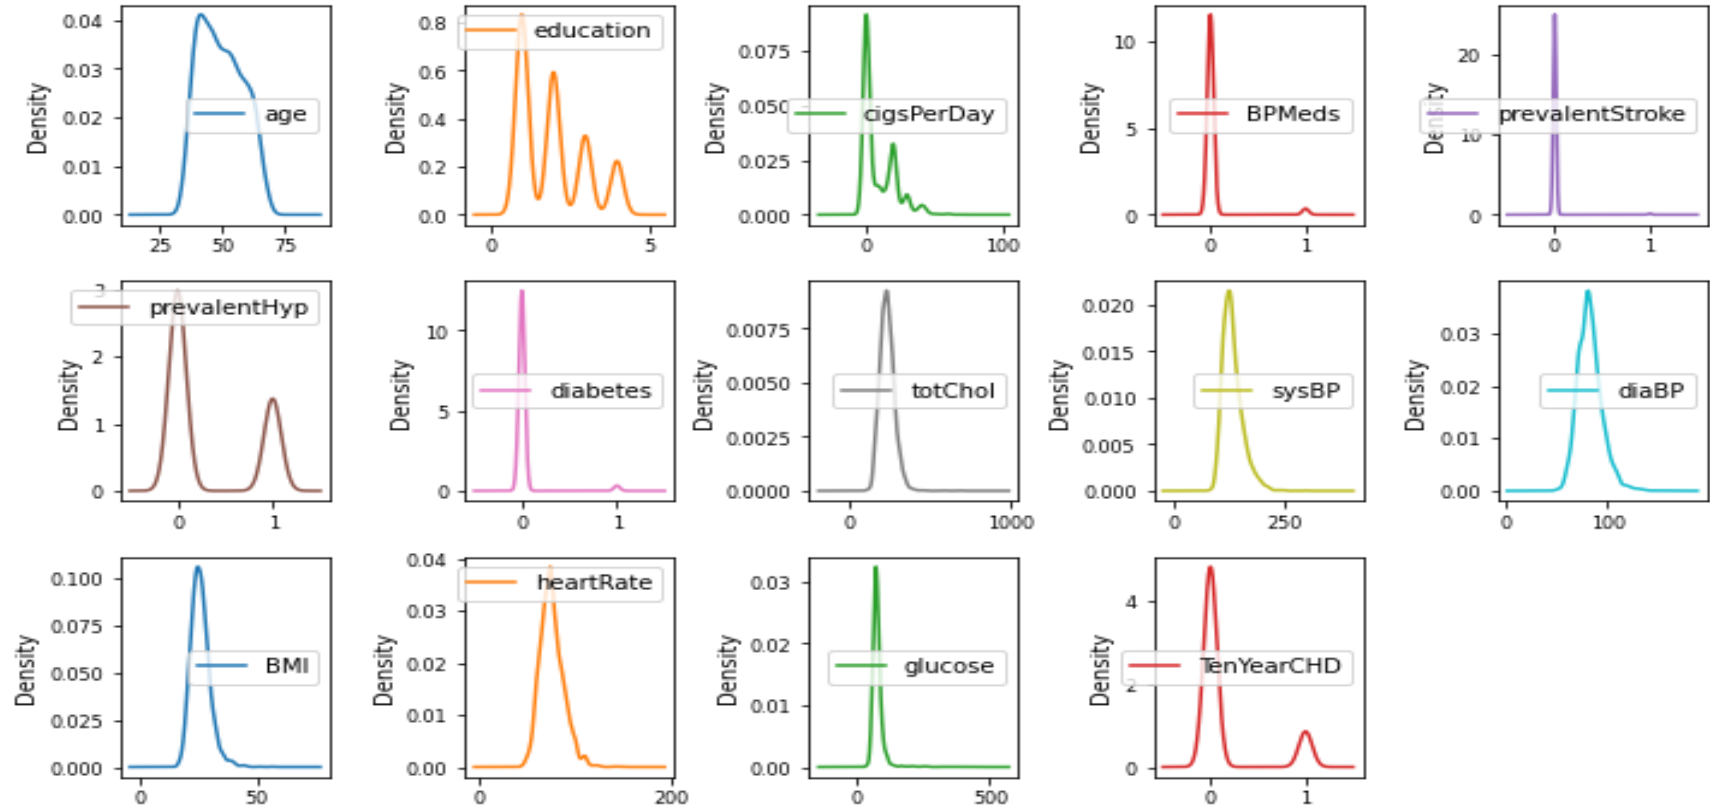 0.04
0.03
0.02
0.01
0.00
Density
age
25 50 75
0.8
0.6
0.4
0.2
0.0
Density
education
0 5
0.075
0.050
0.025
0.000
Density
cigsPerDay
0 100
10
5
0
Density
BPMeds
0 1
20
10
0
Density
prevalentStroke
0 1
3
2
1
0
Density
prevalentHyp
0 1
10
5
0
Density
diabetes
0 1
0.0075
0.0050
0.0025
0.0000
Density
totChol
0 1000
0.020
0.015
0.010
0.005
0.000
Density
sysBP
0 250
0.03
0.02
0.01
0.00
Density
diaBP
0 100
0.100
0.075
0.050
0.025
0.000
Density
BMI
0 50
0.04
0.03
0.02
0.01
0.00
Density
heartRate
0 200
0.03
0.02
0.01
0.00
Density
glucose
0 500
4
2
0
Density
TenYearCHD
0 1